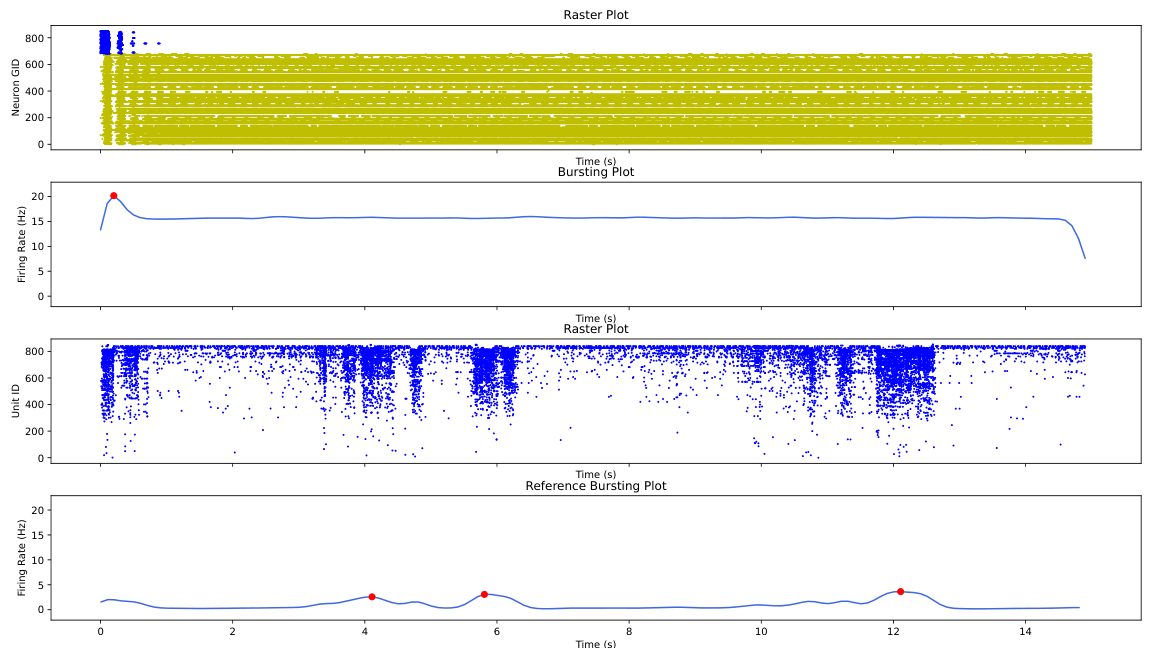 Raster Plot
800
600
400
200
0
Neuron GID
Time (s)
Bursting Plot
20
15
10
5
0
Firing Rate (Hz)
Time (s)
Raster Plot
800
600
400
200
0
Unit ID
Time (s)
Reference Bursting Plot
20
15
10
5
0
Firing Rate (Hz)
0 2 4 6 8 10 12 14
Time (s)